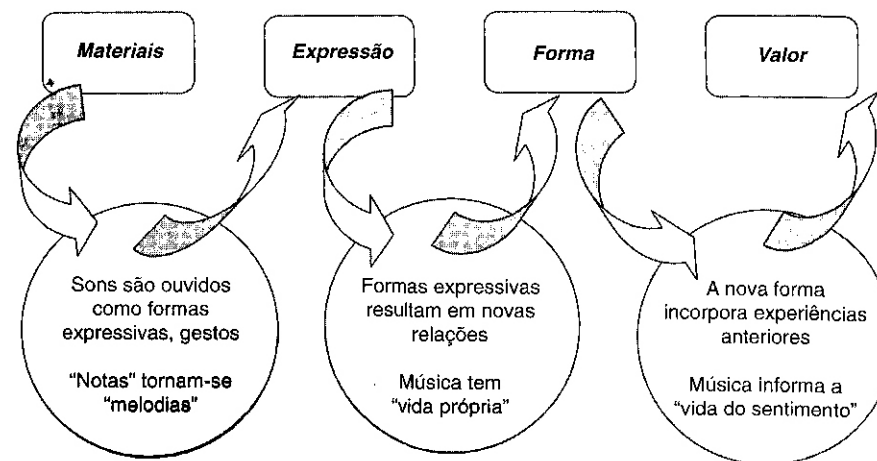 Materiais
Expressão
Forma
Valor
Sons são ouvidos
como formas
expressivas, gestos
"Notas" tornam-se
"melodias"
Formas expressivas
resultam em novas
relações
Música tem
"vida própria"
A nova forma
incorpora experiências
anteriores
Música informa a
"vida do sentimento"